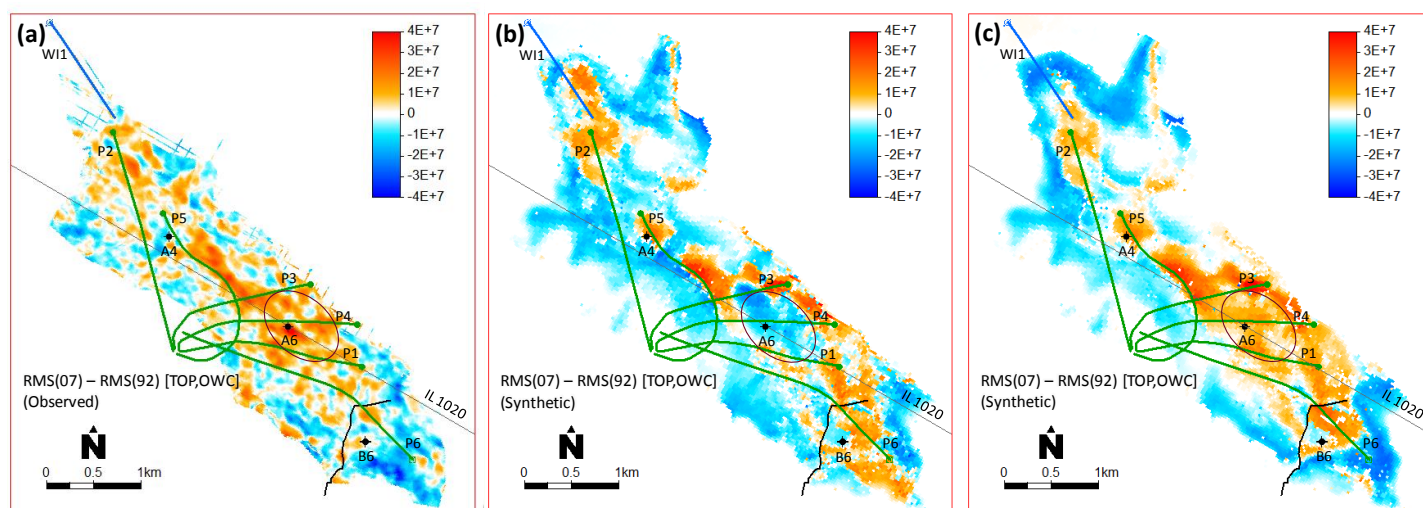 (a)
WI1
4E+7
3E+7
2E+7
1E+7
0
-1E+7
-2E+7
-3E+7
-4E+7
P2
P5
A4
P3
P4
A6
P1
RMS(07) – RMS(92) [TOP,OWC]
(Observed)
IL 1020
N
P6
B6
0 0.5 1km
(b)
WI1
4E+7
3E+7
2E+7
1E+7
0
-1E+7
-2E+7
-3E+7
-4E+7
P2
P5
A4
P3
P4
A6
P1
RMS(07) – RMS(92) [TOP,OWC]
(Synthetic)
IL 1020
N
P6
B6
0 0.5 1km
(c)
WI1
4E+7
3E+7
2E+7
1E+7
0
-1E+7
-2E+7
-3E+7
-4E+7
P2
P5
A4
P3
P4
A6
P1
RMS(07) – RMS(92) [TOP,OWC]
(Synthetic)
IL 1020
N
P6
B6
0 0.5 1km